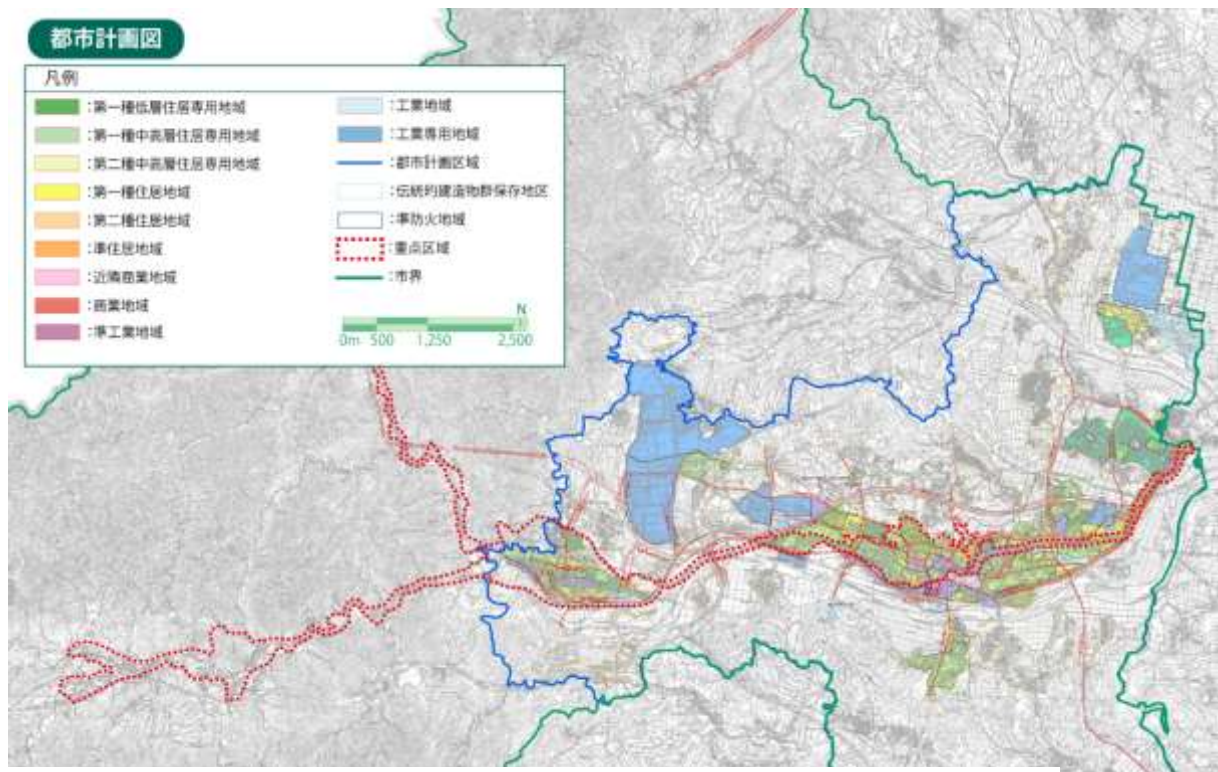 都市計画図
凡例
:第一種低層住居専用地域
:第一種中高層住居専用地域
:第二種中高層住居専用地域
:第一種住居地域
:第二種住居地域
:準住居地域
:近隣商業地域
:商業地域
:準工業地域
:工業地域
:工業専用地域
:都市計画区域
:伝統的建造物群保存地区
:準防火地域
:重点区域
:市界
N
0m 500 1,250 2,500